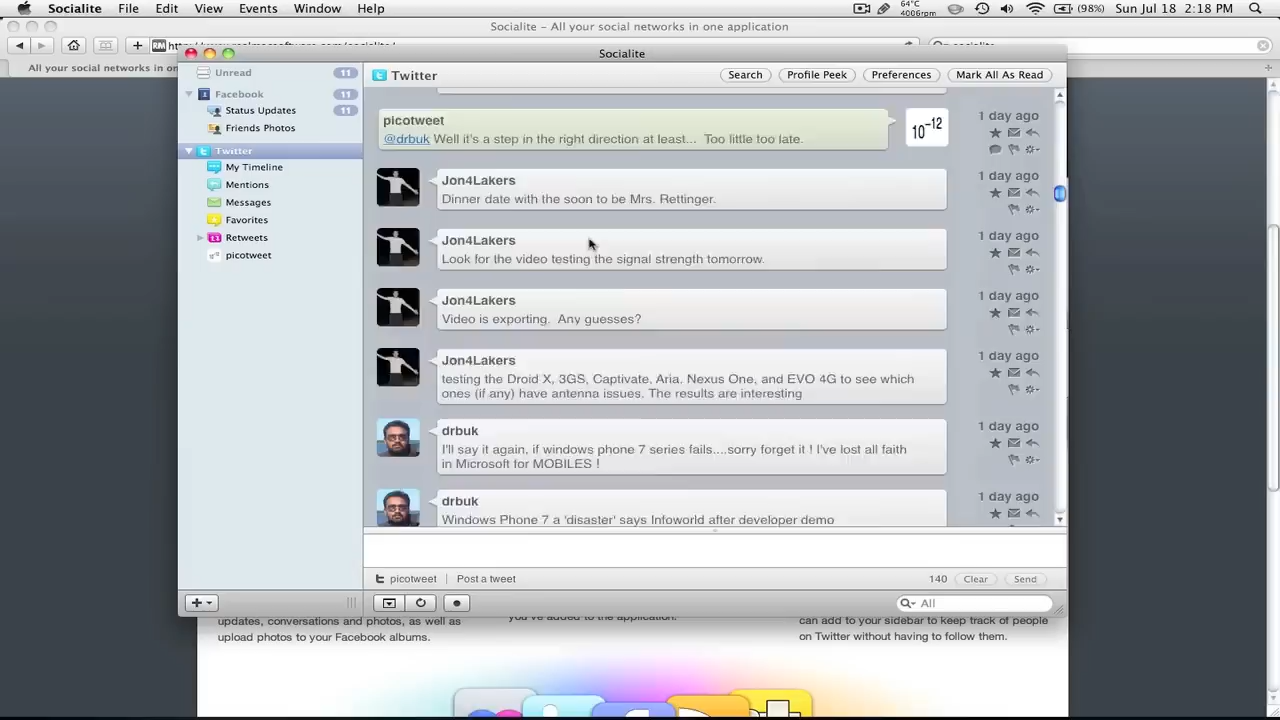 Socialite File Edit View Events Window Help
64°C
4006rpm
(98%) Sun Jul 18 2:18 PM
Socialite – All your social networks in one application
All your social networks in on
Socialite
Unread 11
Facebook 11
Status Updates 11
Friends Photos
Twitter
My Timeline
Mentions
Messages
Favorites
Retweets
picotweet
Twitter
Search Profile Peek Preferences Mark All As Read
picotweet
@drbuk Well it's a step in the right direction at least... Too little too late.
10⁻¹²
1 day ago
Jon4Lakers
Dinner date with the soon to be Mrs. Rettinger.
1 day ago
Jon4Lakers
Look for the video testing the signal strength tomorrow.
1 day ago
Jon4Lakers
Video is exporting. Any guesses?
1 day ago
Jon4Lakers
testing the Droid X, 3GS, Captivate, Aria, Nexus One, and EVO 4G to see which
ones (if any) have antenna issues. The results are interesting
1 day ago
drbuk
I'll say it again, if windows phone 7 series fails....sorry forget it ! I've lost all faith
in Microsoft for MOBILES !
1 day ago
drbuk
Windows Phone 7 a 'disaster' says Infoworld after developer demo
1 day ago
picotweet Post a tweet 140 Clear Send
All
updates, conversations and photos, as well as
upload photos to your Facebook albums.
you've added to the application.
can add to your sidebar to keep track of people
on Twitter without having to follow them.